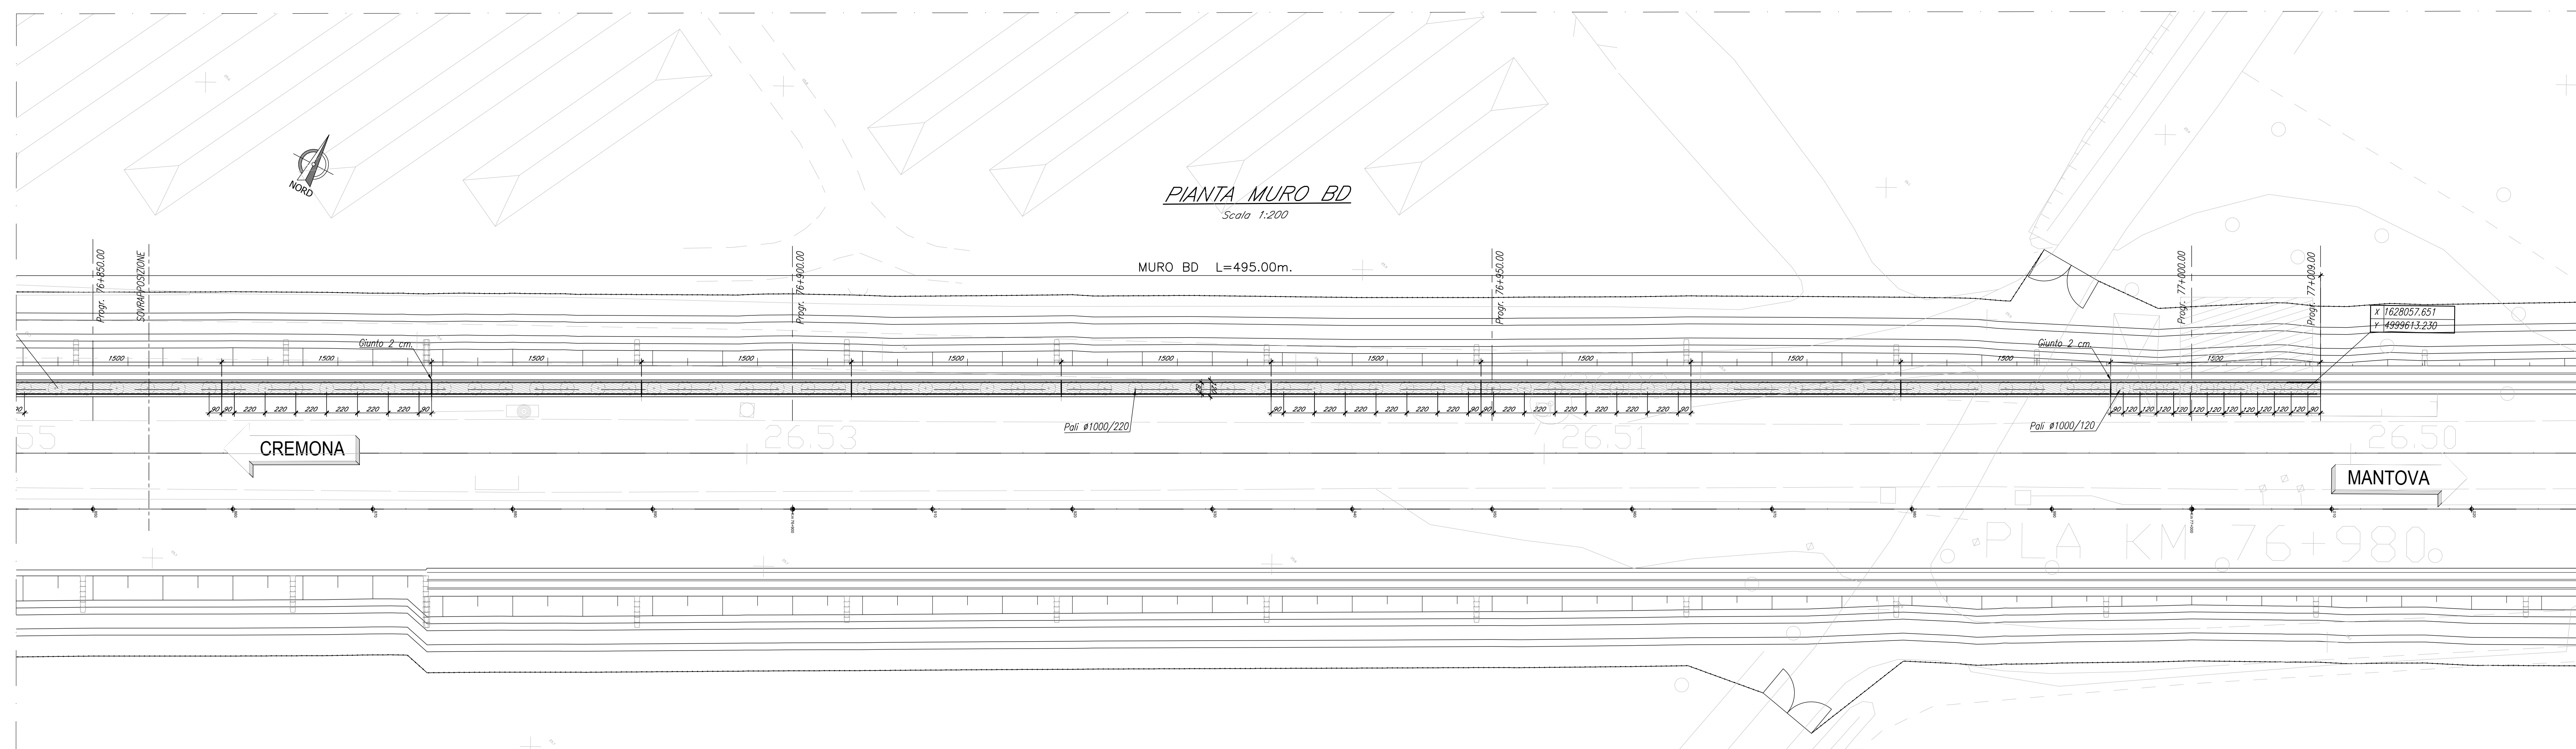 PIANTA MURO BD
Scala 1:200
NORD
MURO BD L=495.00m.
Progr. 76+850.00
SOVRAPPOSIZIONE
Progr. 76+900.00
Progr. 76+950.00
Progr. 77+000.00
Progr. 77+009.00
X 1628057.651
Y 4999613.230
Giunto 2 cm.
Giunto 2 cm.
1500 1500 1500 1500 1500 1500 1500 1500 1500 1500 1500
90 90 90 220 220 220 220 220 220 90
90 220 220 220 220 220 220 90 90 220 220 220 220 220 220 90
90 120 120 120 120 120 120 120 120 120 120 120 90
Pali ø1000/220
Pali ø1000/120
55 26.53 26.51 26.50
CREMONA
MANTOVA
PLA KM 76+980.